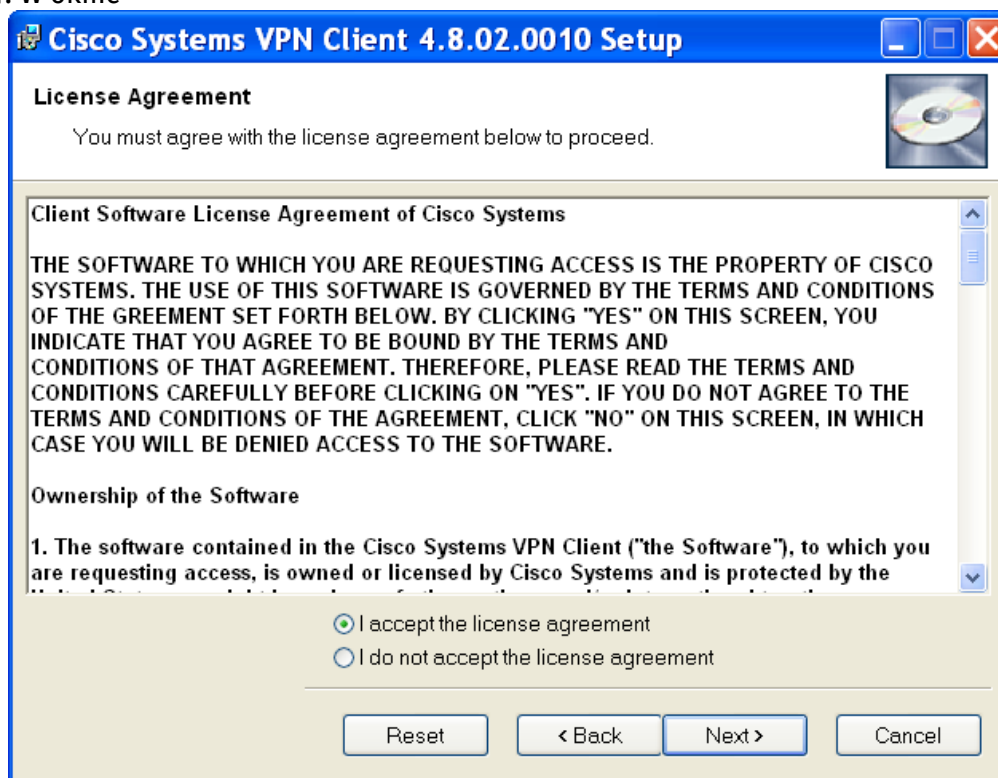 w oknie
Cisco Systems VPN Client 4.8.02.0010 Setup
License Agreement
You must agree with the license agreement below to proceed.
Client Software License Agreement of Cisco Systems
THE SOFTWARE TO WHICH YOU ARE REQUESTING ACCESS IS THE PROPERTY OF CISCO
SYSTEMS. THE USE OF THIS SOFTWARE IS GOVERNED BY THE TERMS AND CONDITIONS
OF THE GREEMENT SET FORTH BELOW. BY CLICKING "YES" ON THIS SCREEN, YOU
INDICATE THAT YOU AGREE TO BE BOUND BY THE TERMS AND
CONDITIONS OF THAT AGREEMENT. THEREFORE, PLEASE READ THE TERMS AND
CONDITIONS CAREFULLY BEFORE CLICKING ON "YES". IF YOU DO NOT AGREE TO THE
TERMS AND CONDITIONS OF THE AGREEMENT, CLICK "NO" ON THIS SCREEN, IN WHICH
CASE YOU WILL BE DENIED ACCESS TO THE SOFTWARE.
Ownership of the Software
1. The software contained in the Cisco Systems VPN Client ("the Software"), to which you
are requesting access, is owned or licensed by Cisco Systems and is protected by the
I accept the license agreement
I do not accept the license agreement
Reset
< Back
Next >
Cancel